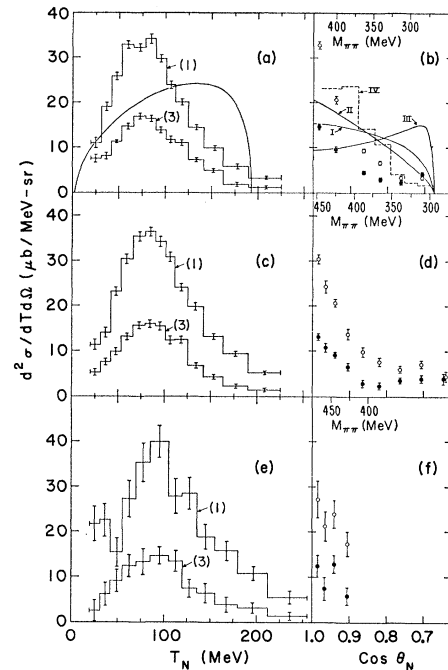 40
30
20
10
0
(a)
(1)
(3)
400 350 300
M_ππ (MeV)
(b)
IV
II
III
I
450 400 350 300
40
30
20
10
0
(c)
(1)
(3)
M_ππ (MeV)
(d)
450 400
M_ππ (MeV)
40
30
20
10
0
(e)
(1)
(3)
(f)
0 100 200
T_N (MeV)
1.0 0.9 0.8 0.7
Cos θ_N
d²σ/dTdΩ (μb/MeV-sr)